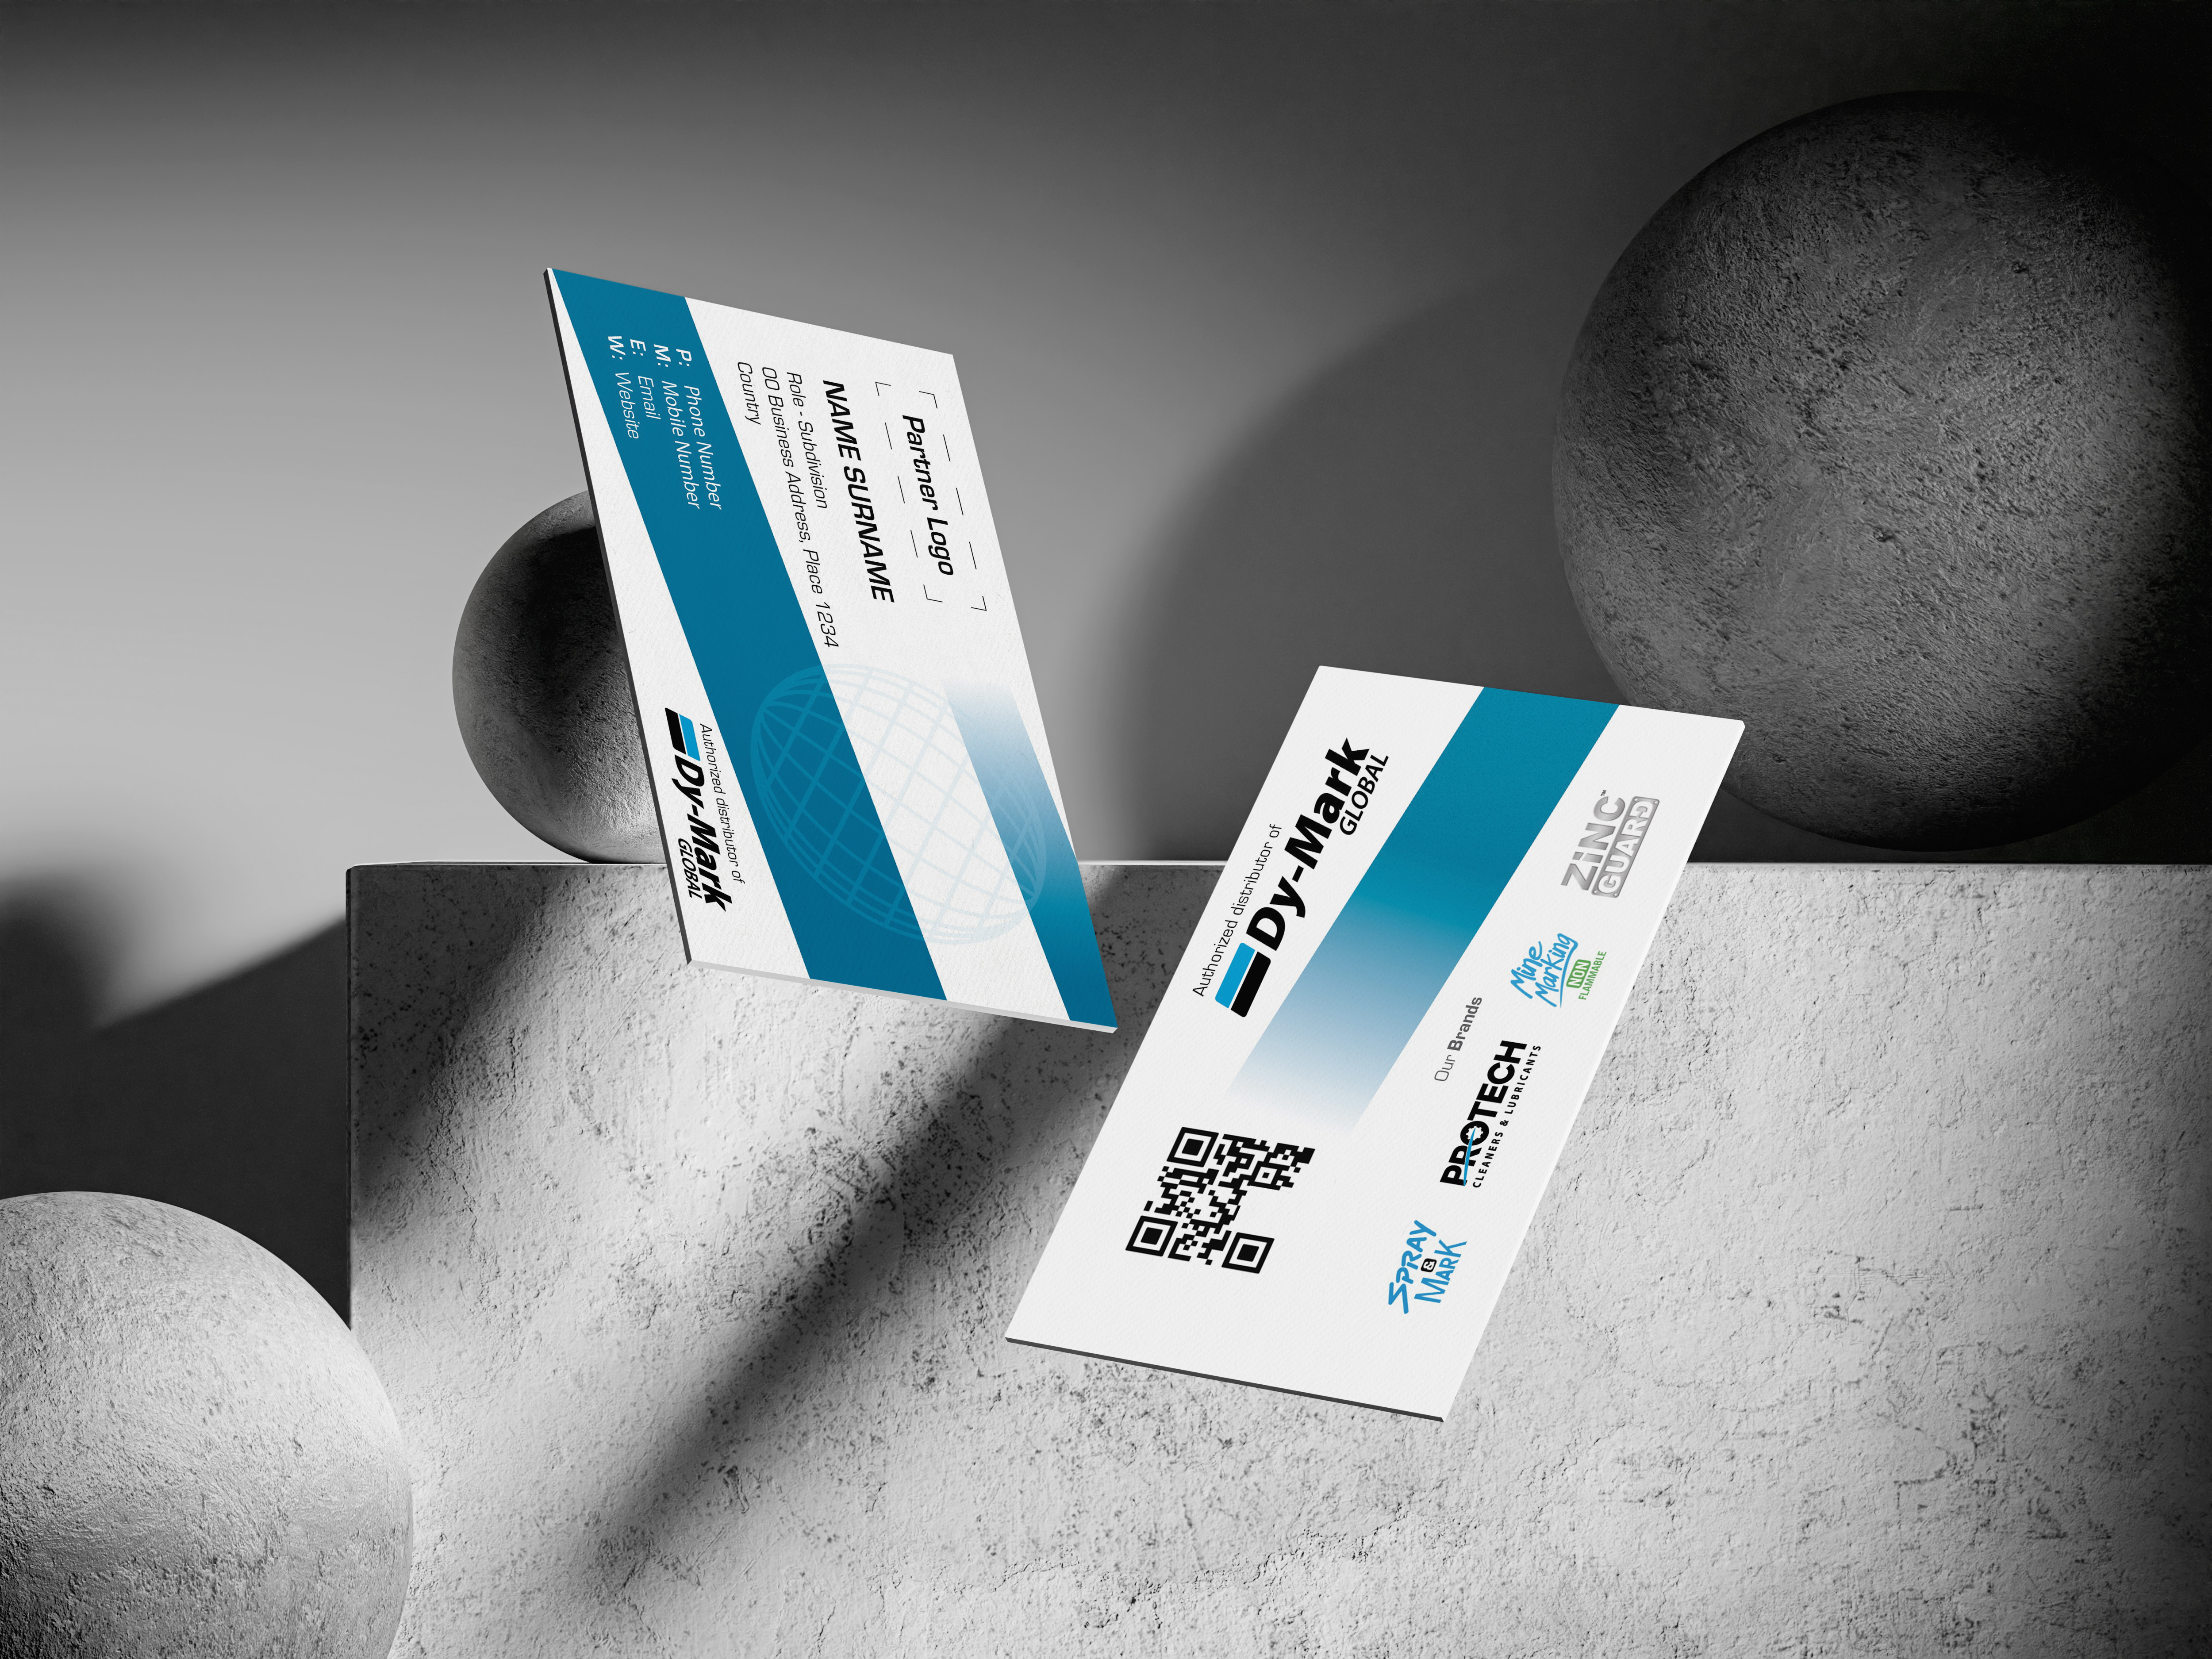 Partner Logo
NAME SURNAME
Role - Subdivision
00 Business Address, Place 1234
Country
P: Phone Number
M: Mobile Number
E: Email
W: Website
Authorized distributor of
Dy-Mark
GLOBAL
Authorized distributor of
Dy-Mark
GLOBAL
Our Brands
SPRAY
&
MARK
PROTECH
CLEANERS & LUBRICANTS
Mine
Marking
NON
FLAMMABLE
ZiNC™
GUARD